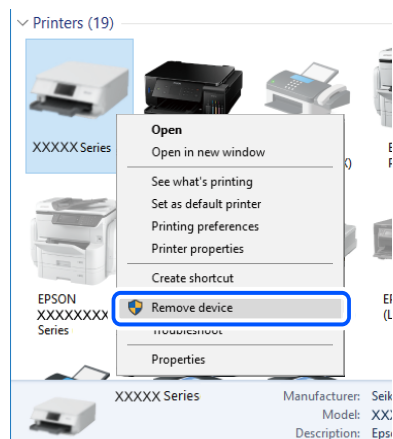 Printers (19)
XXXXX Series
Open
Open in new window
See what's printing
Set as default printer
Printing preferences
Printer properties
Create shortcut
Remove device
Troubleshoot
Properties
EPSON
XXXXXXXX
Series
XXXXX Series
Manufacturer:
Model:
Description: